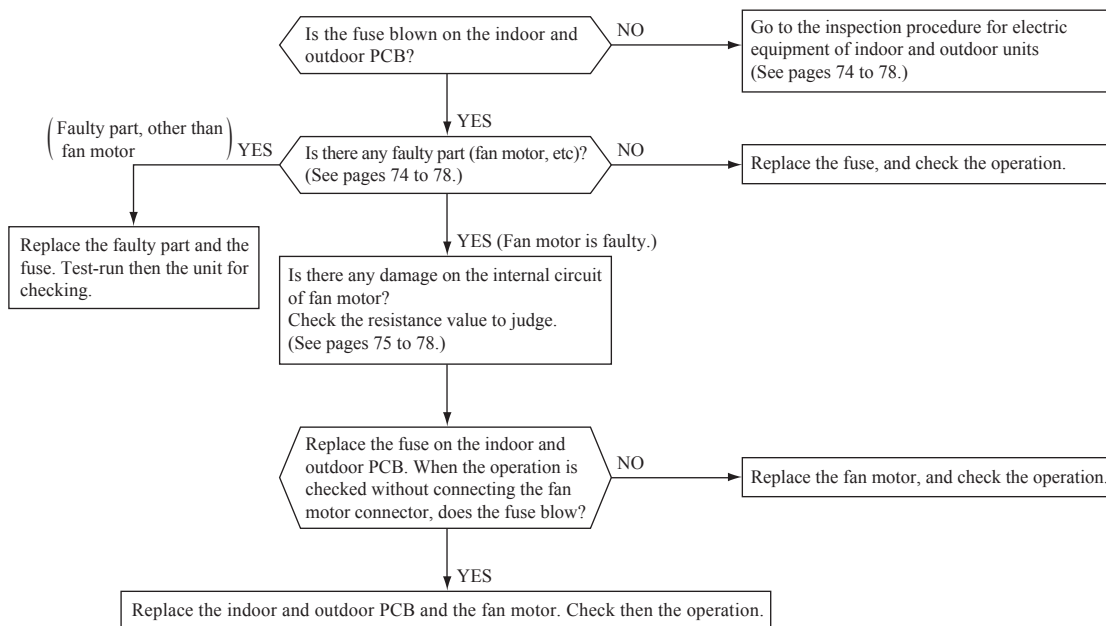 Is the fuse blown on the indoor and
outdoor PCB?
NO
Go to the inspection procedure for electric
equipment of indoor and outdoor units
(See pages 74 to 78.)
YES
(Faulty part, other than
fan motor)
YES
Is there any faulty part (fan motor, etc)?
(See pages 74 to 78.)
NO
Replace the fuse, and check the operation.
Replace the faulty part and the
fuse. Test-run then the unit for
checking.
YES (Fan motor is faulty.)
Is there any damage on the internal circuit
of fan motor?
Check the resistance value to judge.
(See pages 75 to 78.)
Replace the fuse on the indoor and
outdoor PCB. When the operation is
checked without connecting the fan
motor connector, does the fuse blow?
NO
Replace the fan motor, and check the operation.
YES
Replace the indoor and outdoor PCB and the fan motor. Check then the operation.